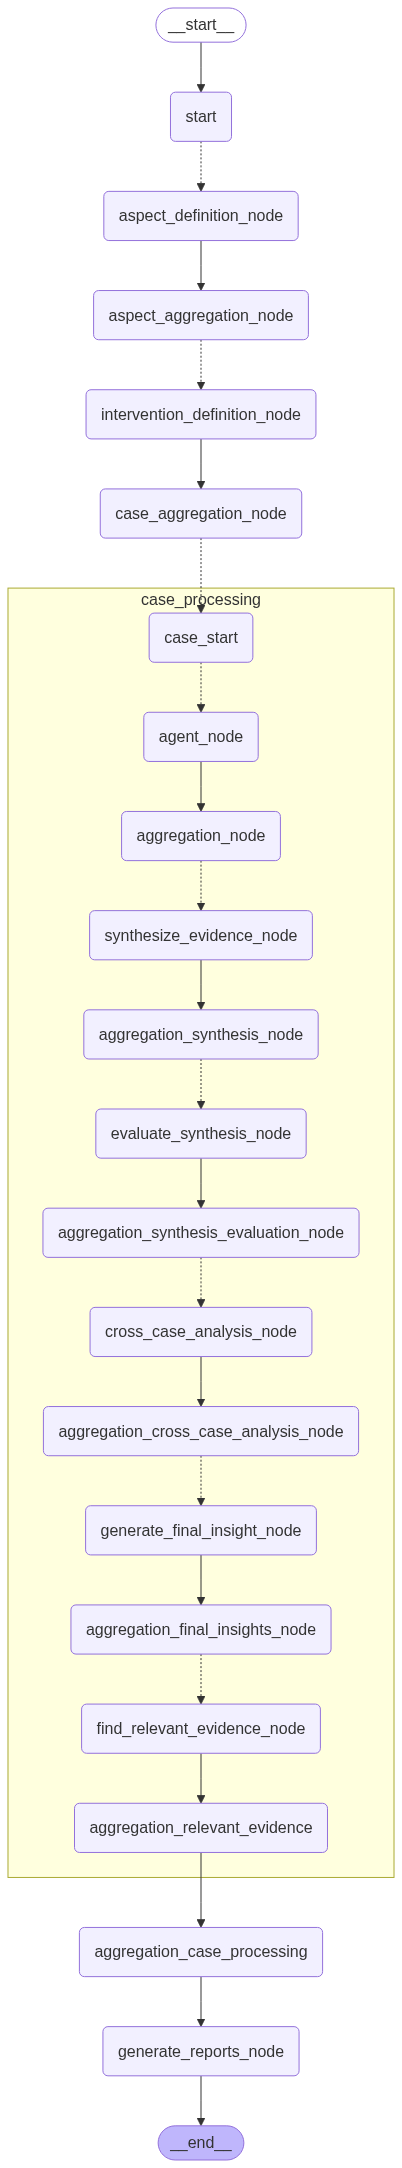 __start__
start
aspect_definition_node
aspect_aggregation_node
intervention_definition_node
case_aggregation_node
case_processing
case_start
agent_node
aggregation_node
synthesize_evidence_node
aggregation_synthesis_node
evaluate_synthesis_node
aggregation_synthesis_evaluation_node
cross_case_analysis_node
aggregation_cross_case_analysis_node
generate_final_insight_node
aggregation_final_insights_node
find_relevant_evidence_node
aggregation_relevant_evidence
aggregation_case_processing
generate_reports_node
__end__